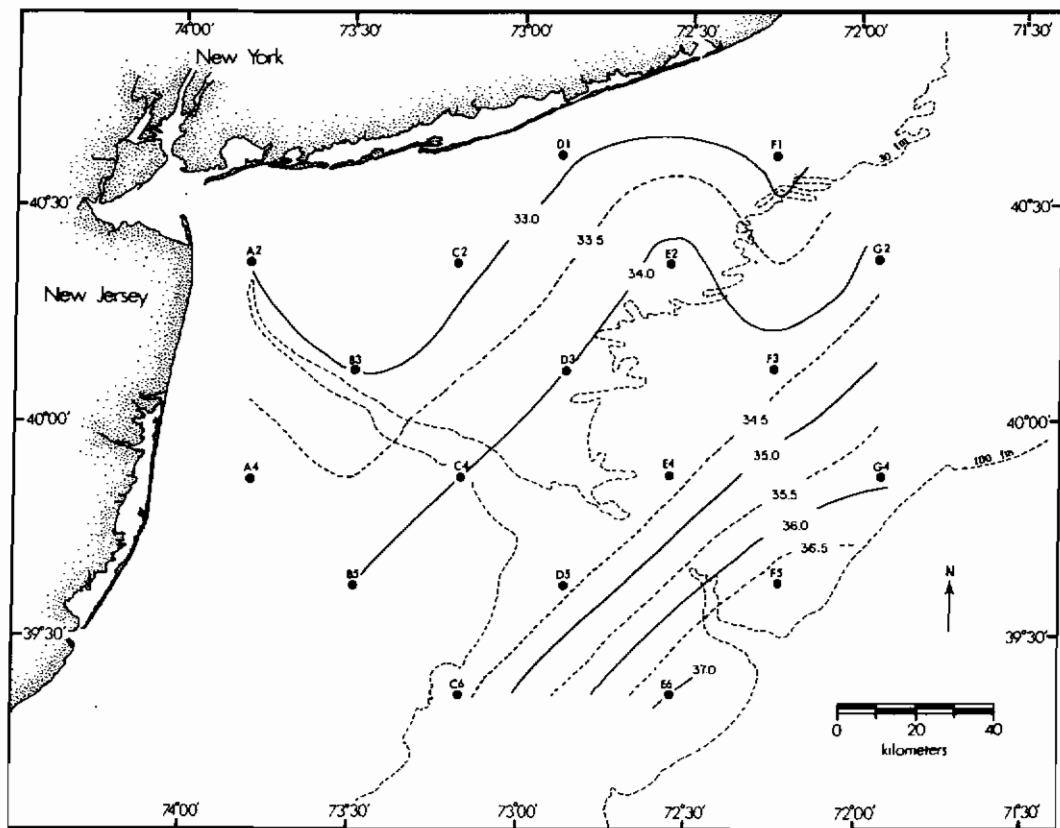 74°00' 73°30' 73°00' 72°30' 72°00' 71°30'
New York
D1 F1
30 fm
40°30' 40°30'
33.0
33.5
A2 C2 34.0 E2 G2
New Jersey
B3 D3 F3
34.5
40°00' 40°00'
35.0
100 fm
A4 C4 E4 G4
35.5
36.0
36.5
B5 D5 F5
N
39°30' 39°30'
C6 E6 37.0
0 20 40
kilometers
74°00' 73°30' 73°00' 72°30' 72°00' 71°30'